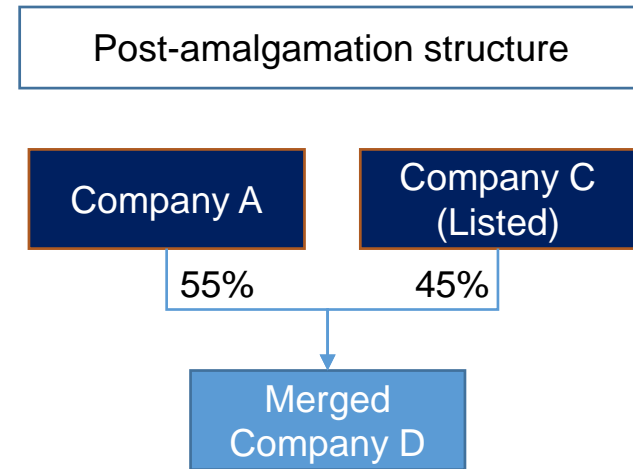 Post-amalgamation structure
Company A
Company C
(Listed)
55%
45%
Merged
Company D